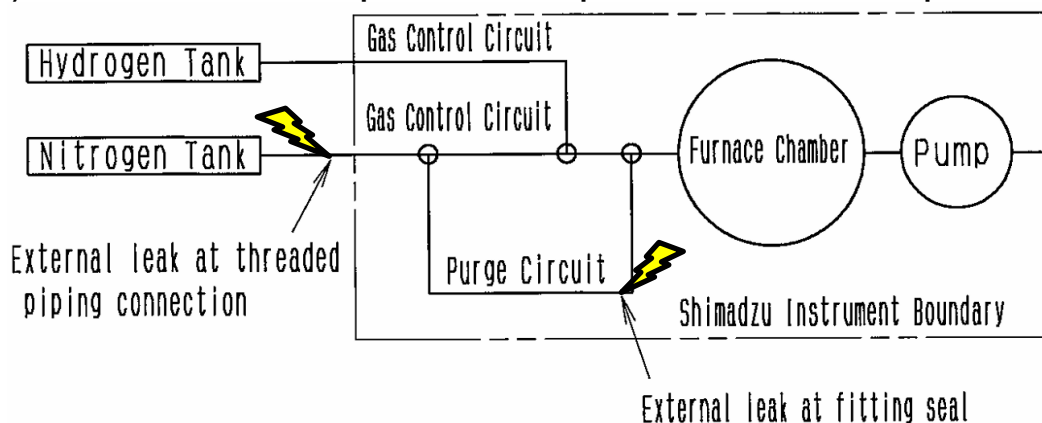 Gas Control Circuit
Hydrogen Tank
Gas Control Circuit
Nitrogen Tank
Furnace Chamber
Pump
External leak at threaded
piping connection
Purge Circuit
Shimadzu Instrument Boundary
External leak at fitting seal